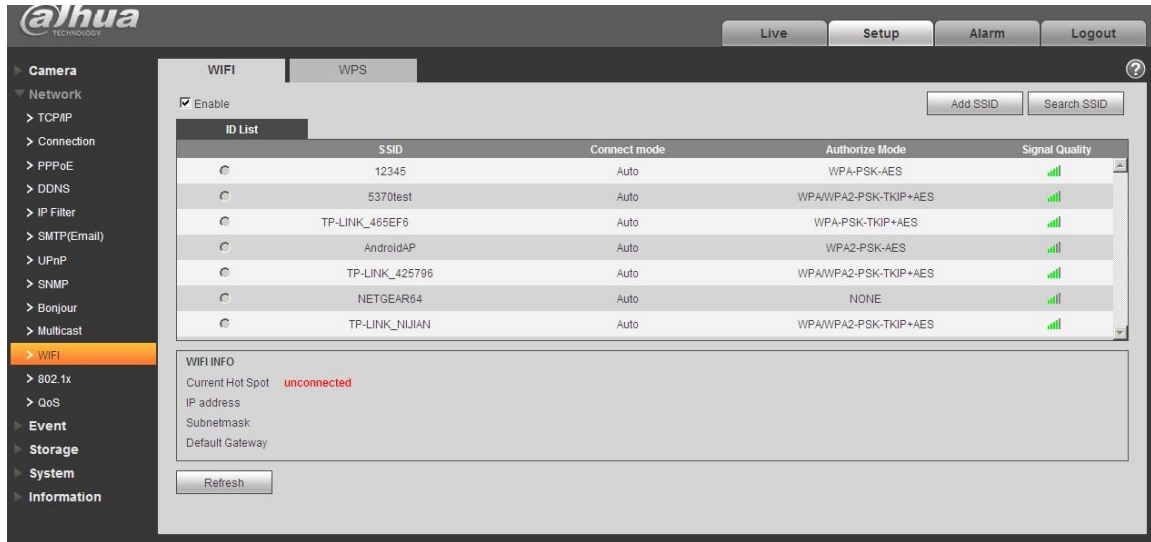 alhua
TECHNOLOGY
Live Setup Alarm Logout
Camera
Network
> TCP/IP
> Connection
> PPPoE
> DDNS
> IP Filter
> SMTP(Email)
> UPnP
> SNMP
> Bonjour
> Multicast
> WIFI
> 802.1x
> QoS
Event
Storage
System
Information
WIFI WPS
?
Enable
Add SSID Search SSID
ID List
SSID Connect mode Authorize Mode Signal Quality
12345 Auto WPA-PSK-AES
5370test Auto WPA/WPA2-PSK-TKIP+AES
TP-LINK_465EF6 Auto WPA-PSK-TKIP+AES
AndroidAP Auto WPA2-PSK-AES
TP-LINK_425796 Auto WPA/WPA2-PSK-TKIP+AES
NETGEAR64 Auto NONE
TP-LINK_NIJIAN Auto WPA/WPA2-PSK-TKIP+AES
WIFI INFO
Current Hot Spot unconnected
IP address
Subnetmask
Default Gateway
Refresh